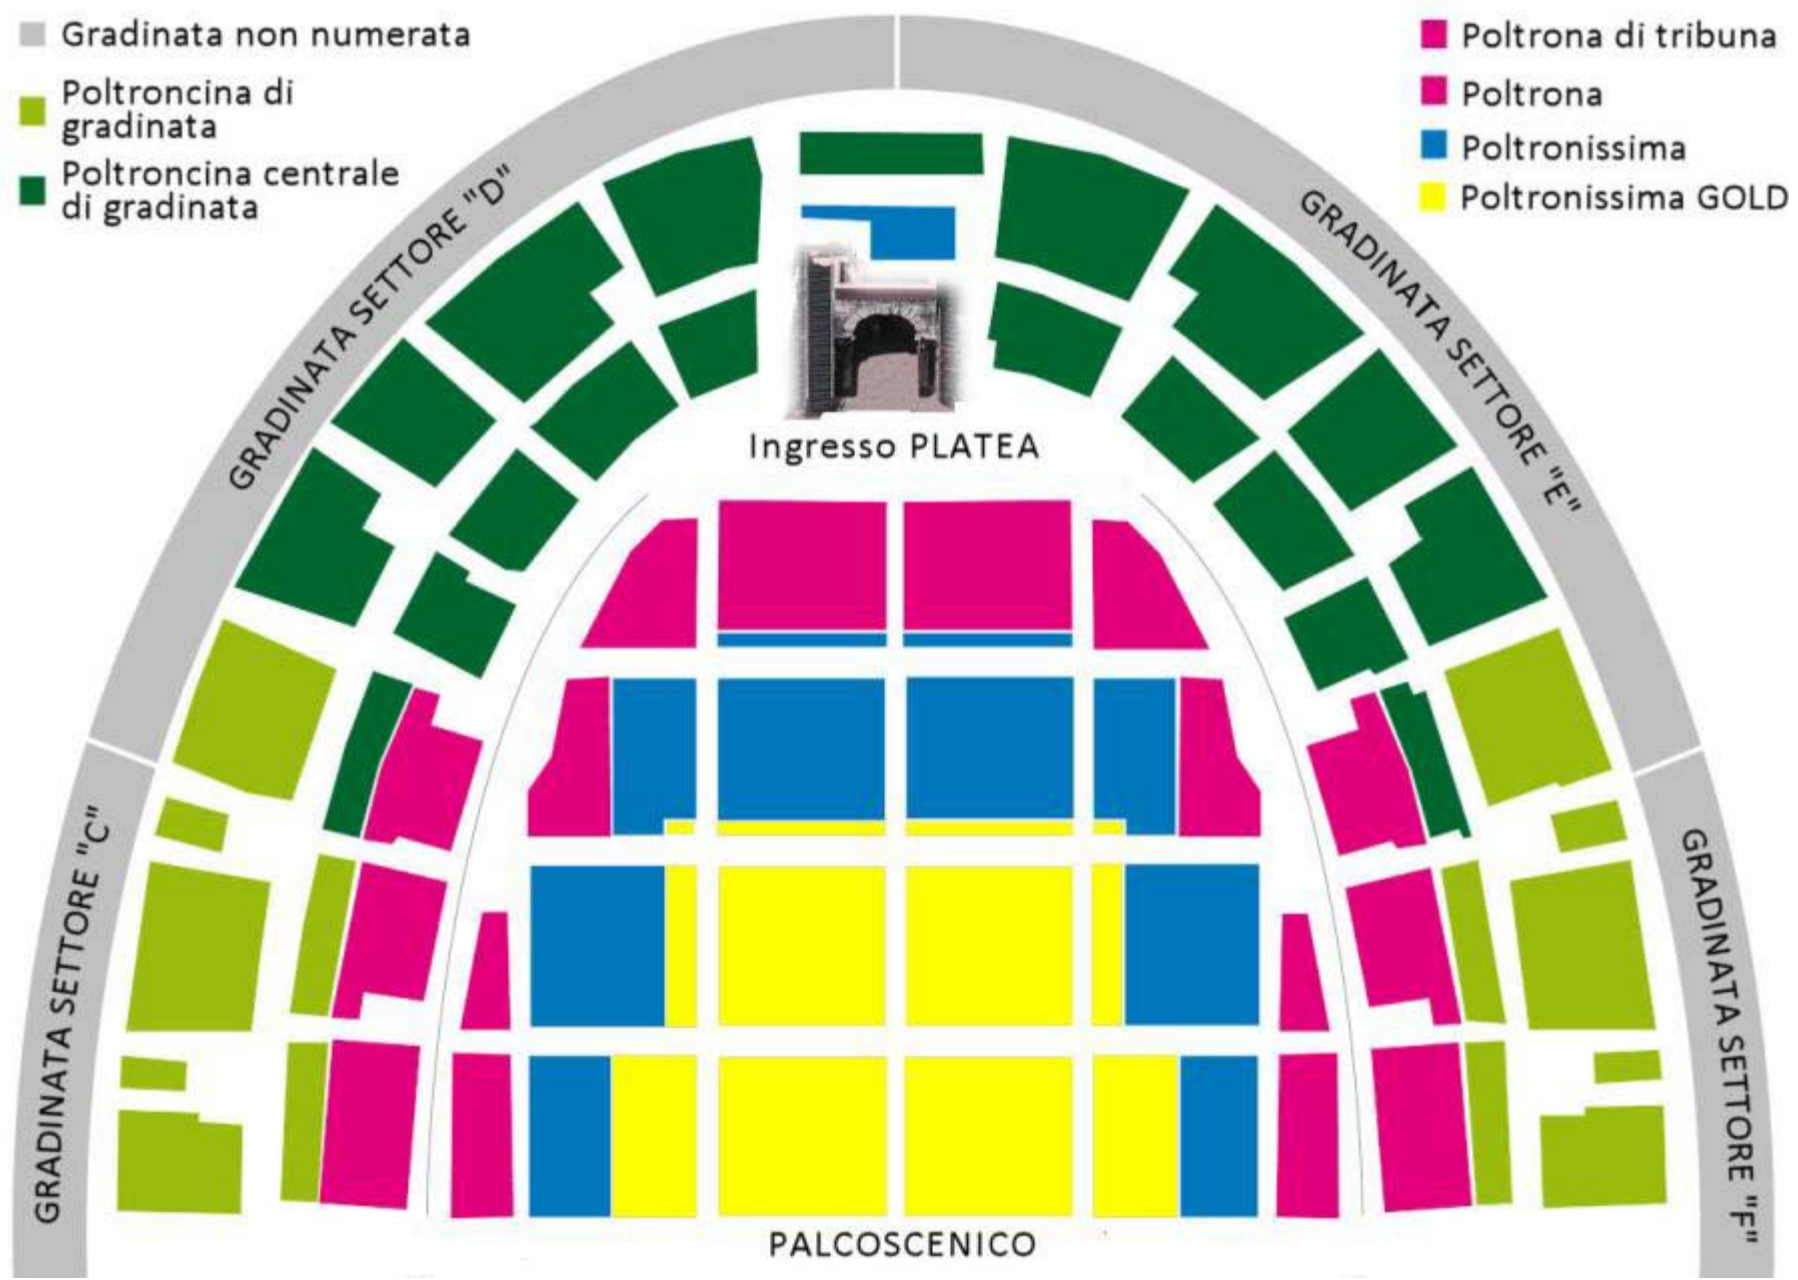 Gradinata non numerata
Poltroncina di
gradinata
Poltroncina centrale
di gradinata
Poltrona di tribuna
Poltrona
Poltronissima
Poltronissima GOLD
GRADINATA SETTORE "D"
GRADINATA SETTORE "E"
Ingresso PLATEA
GRADINATA SETTORE "C"
GRADINATA SETTORE "F"
PALCOSCENICO